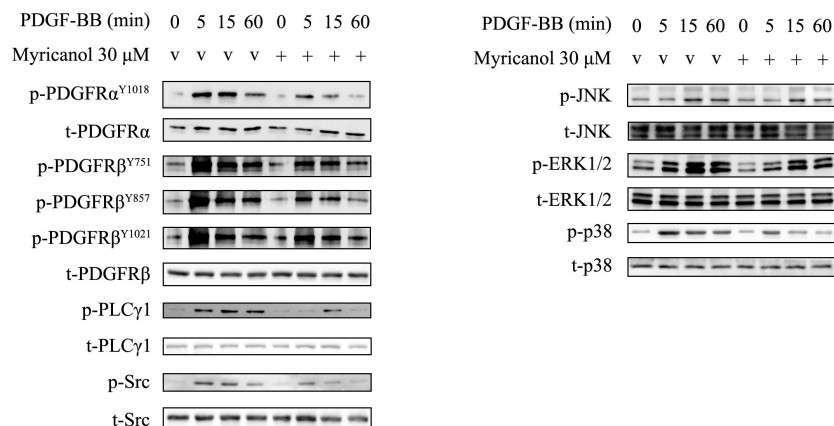 PDGF-BB (min) 0 5 15 60 0 5 15 60
Myricanol 30 μM v v v v + + + +
p-PDGFRα^Y1018
t-PDGFRα
p-PDGFRβ^Y751
p-PDGFRβ^Y857
p-PDGFRβ^Y1021
t-PDGFRβ
p-PLCγ1
t-PLCγ1
p-Src
t-Src
PDGF-BB (min) 0 5 15 60 0 5 15 60
Myricanol 30 μM v v v v + + + +
p-JNK
t-JNK
p-ERK1/2
t-ERK1/2
p-p38
t-p38